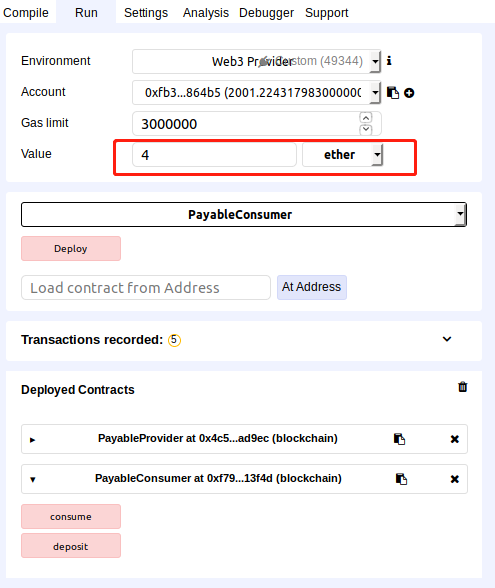 Compile Run Settings Analysis Debugger Support
Environment Web3 Provider Custom (49344)
Account 0xfb3...864b5 (2001.224317983000000
Gas limit 3000000
Value 4 ether
PayableConsumer
Deploy
Load contract from Address At Address
Transactions recorded: 5
Deployed Contracts
PayableProvider at 0x4c5...ad9ec (blockchain)
PayableConsumer at 0xf79...13f4d (blockchain)
consume
deposit